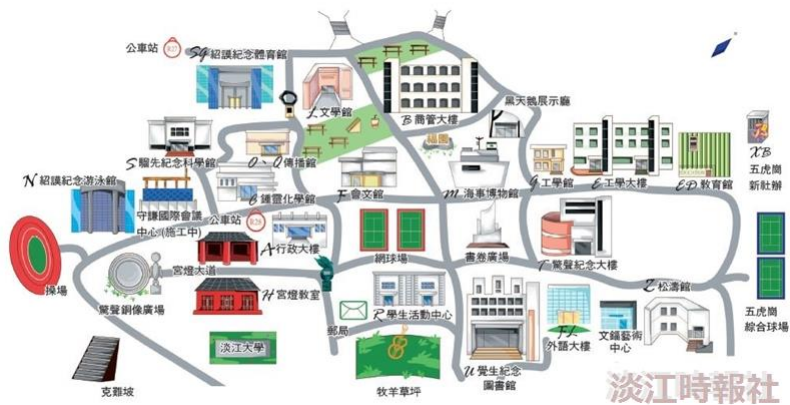 公車站
R27
SG 紹謨紀念體育館
L 文學館
B 商管大樓
黑天鵝展示廳
福園
XB
五虎崗
新社辦
S 騮先紀念科學館
O、Q 傳播館
G 工學館
E 工學大樓
ED 教育館
N 紹謨紀念游泳館
C 鍾靈化學館
F 會文館
M 海事博物館
守謙國際會議
中心(施工中)
公車站
R26
A 行政大樓
網球場
書卷廣場
T 驚聲紀念大樓
宮燈大道
操場
驚聲銅像廣場
H 宮燈教室
R 學生活動中心
Z 松濤館
五虎崗
綜合球場
郵局
淡江大學
克難坡
牧羊草坪
U 覺生紀念
圖書館
FL
外語大樓
文錙藝術
中心
淡江時報社